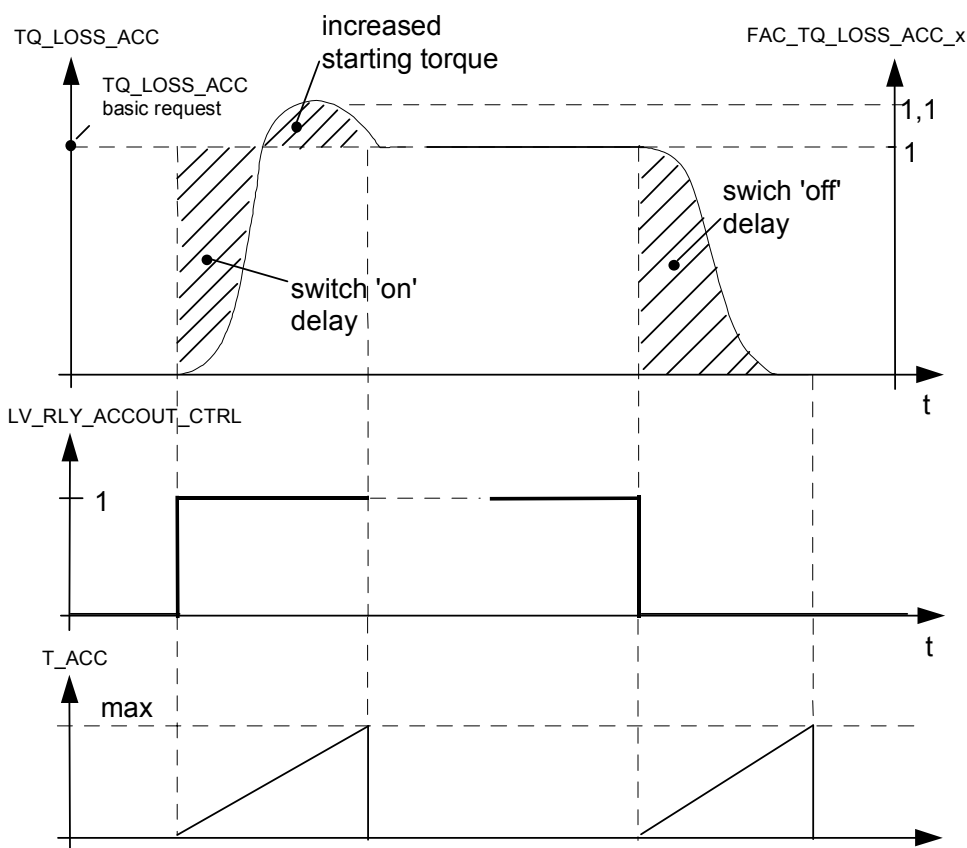 increased
starting torque
TQ_LOSS_ACC
FAC_TQ_LOSS_ACC_x
TQ_LOSS_ACC
basic request
1,1
1
swich 'off'
delay
switch 'on'
delay
t
LV_RLY_ACCOUT_CTRL
1
t
T_ACC
max